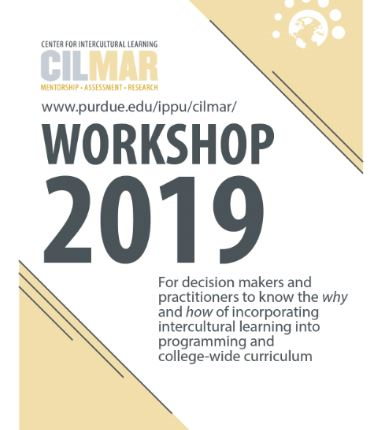 CENTER FOR INTERCULTURAL LEARNING
CILMAR
MENTORSHIP • ASSESSMENT • RESEARCH
www.purdue.edu/ippu/cilmar/
WORKSHOP
2019
For decision makers and
practitioners to know the why
and how of incorporating
intercultural learning into
programming and
college-wide curriculum